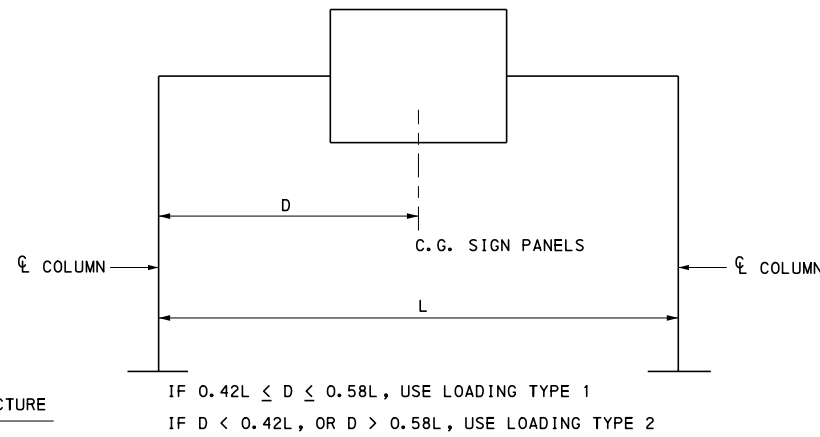 D
C.G. SIGN PANELS
℄ COLUMN
℄ COLUMN
L
IF 0.42L ≤ D ≤ 0.58L, USE LOADING TYPE 1
CTURE
IF D < 0.42L, OR D > 0.58L, USE LOADING TYPE 2